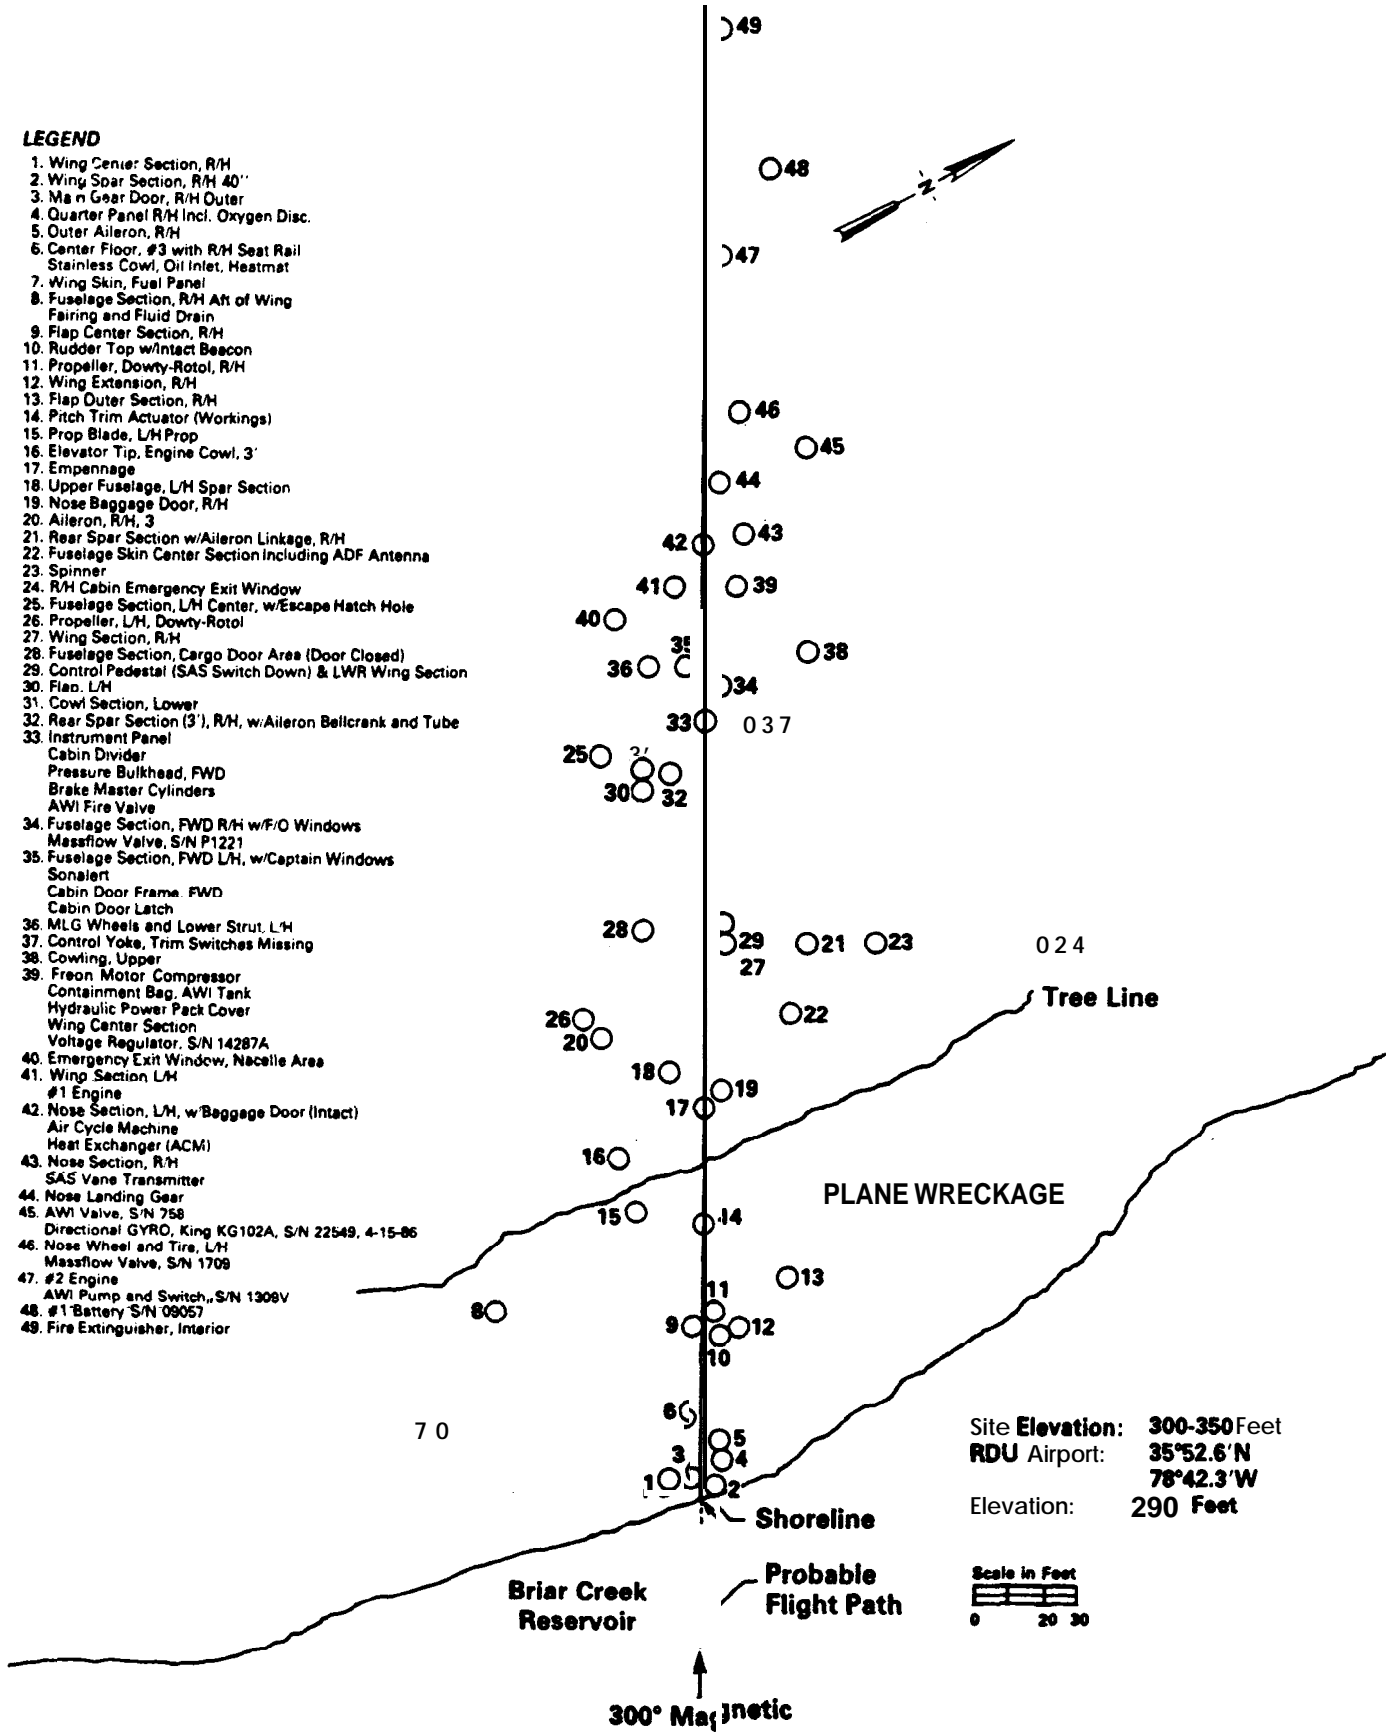 LEGEND
1. Wing Center Section, R/H
2. Wing Spar Section, R/H 40''
3. Main Gear Door, R/H Outer
4. Quarter Panel R/H Incl. Oxygen Disc.
5. Outer Aileron, R/H
6. Center Floor, #3 with R/H Seat Rail
Stainless Cowl, Oil Inlet, Heatmat
7. Wing Skin, Fuel Panel
8. Fuselage Section, R/H Aft of Wing
Fairing and Fluid Drain
9. Flap Center Section, R/H
10. Rudder Top w/Intact Beacon
11. Propeller, Dowty-Rotol, R/H
12. Wing Extension, R/H
13. Flap Outer Section, R/H
14. Pitch Trim Actuator (Workings)
15. Prop Blade, L/H Prop
16. Elevator Tip, Engine Cowl, 3'
17. Empennage
18. Upper Fuselage, L/H Spar Section
19. Nose Baggage Door, R/H
20. Aileron, R/H, 3
21. Rear Spar Section w/Aileron Linkage, R/H
22. Fuselage Skin Center Section Including ADF Antenna
23. Spinner
24. R/H Cabin Emergency Exit Window
25. Fuselage Section, L/H Center, w/Escape Hatch Hole
26. Propeller, L/H, Dowty-Rotol
27. Wing Section, R/H
28. Fuselage Section, Cargo Door Area (Door Closed)
29. Control Pedestal (SAS Switch Down) & LWR Wing Section
30. Flap, L/H
31. Cowl Section, Lower
32. Rear Spar Section (3'), R/H, w/Aileron Bellcrank and Tube
33. Instrument Panel
Cabin Divider
Pressure Bulkhead, FWD
Brake Master Cylinders
AWI Fire Valve
34. Fuselage Section, FWD R/H w/F/O Windows
Massflow Valve, S/N P1221
35. Fuselage Section, FWD L/H, w/Captain Windows
Sonalert
Cabin Door Frame, FWD
Cabin Door Latch
36. MLG Wheels and Lower Strut, L/H
37. Control Yoke, Trim Switches Missing
38. Cowling, Upper
39. Freon Motor Compressor
Containment Bag, AWI Tank
Hydraulic Power Pack Cover
Wing Center Section
Voltage Regulator, S/N 14287A
40. Emergency Exit Window, Nacelle Area
41. Wing Section L/H
#1 Engine
42. Nose Section, L/H, w/Baggage Door (Intact)
Air Cycle Machine
Heat Exchanger (ACM)
43. Nose Section, R/H
SAS Vane Transmitter
44. Nose Landing Gear
45. AWI Valve, S/N 758
Directional GYRO, King KG102A, S/N 22549, 4-15-86
46. Nose Wheel and Tire, L/H
Massflow Valve, S/N 1709
47. #2 Engine
AWI Pump and Switch, S/N 1309V
48. #1 Battery S/N 09057
49. Fire Extinguisher, Interior
49
48
N
47
46
45
44
43
42
41
39
40
35
36
38
34
33
037
25
30
32
28
29
21
23
27
024
Tree Line
26
22
20
18
19
17
16
PLANE WRECKAGE
15
14
13
11
8
9
12
10
6
70
5
3
4
1
2
Site Elevation: 300-350 Feet
RDU Airport: 35°52.6'N
78°42.3'W
Elevation: 290 Feet
Shoreline
Briar Creek
Reservoir
Probable
Flight Path
Scale in Feet
0 20 30
300° Magnetic